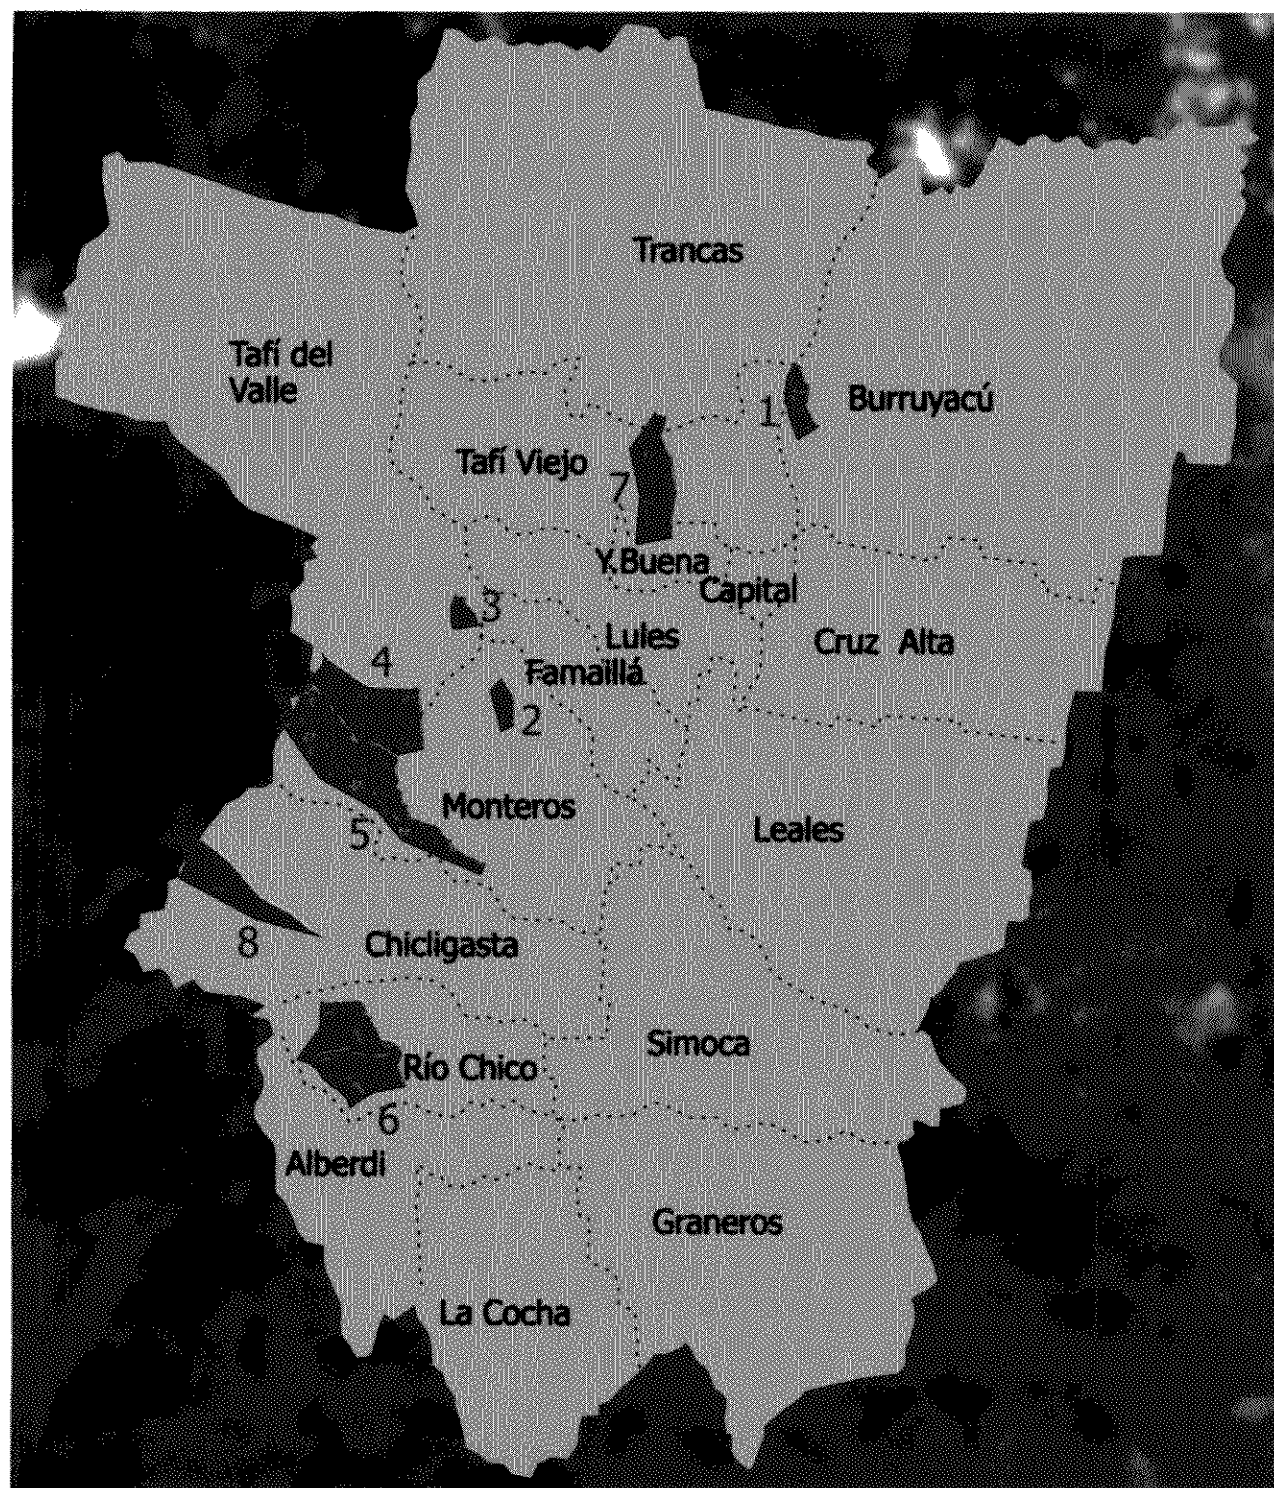 Trancas
Tafí del
Valle
Burruyacú
1
Tafí Viejo
7
Y.Buena
Capital
3
Lules
Cruz Alta
4
Famaillá
2
Monteros
5
Leales
8
Chicligasta
Simoca
Río Chico
6
Alberdi
Graneros
La Cocha